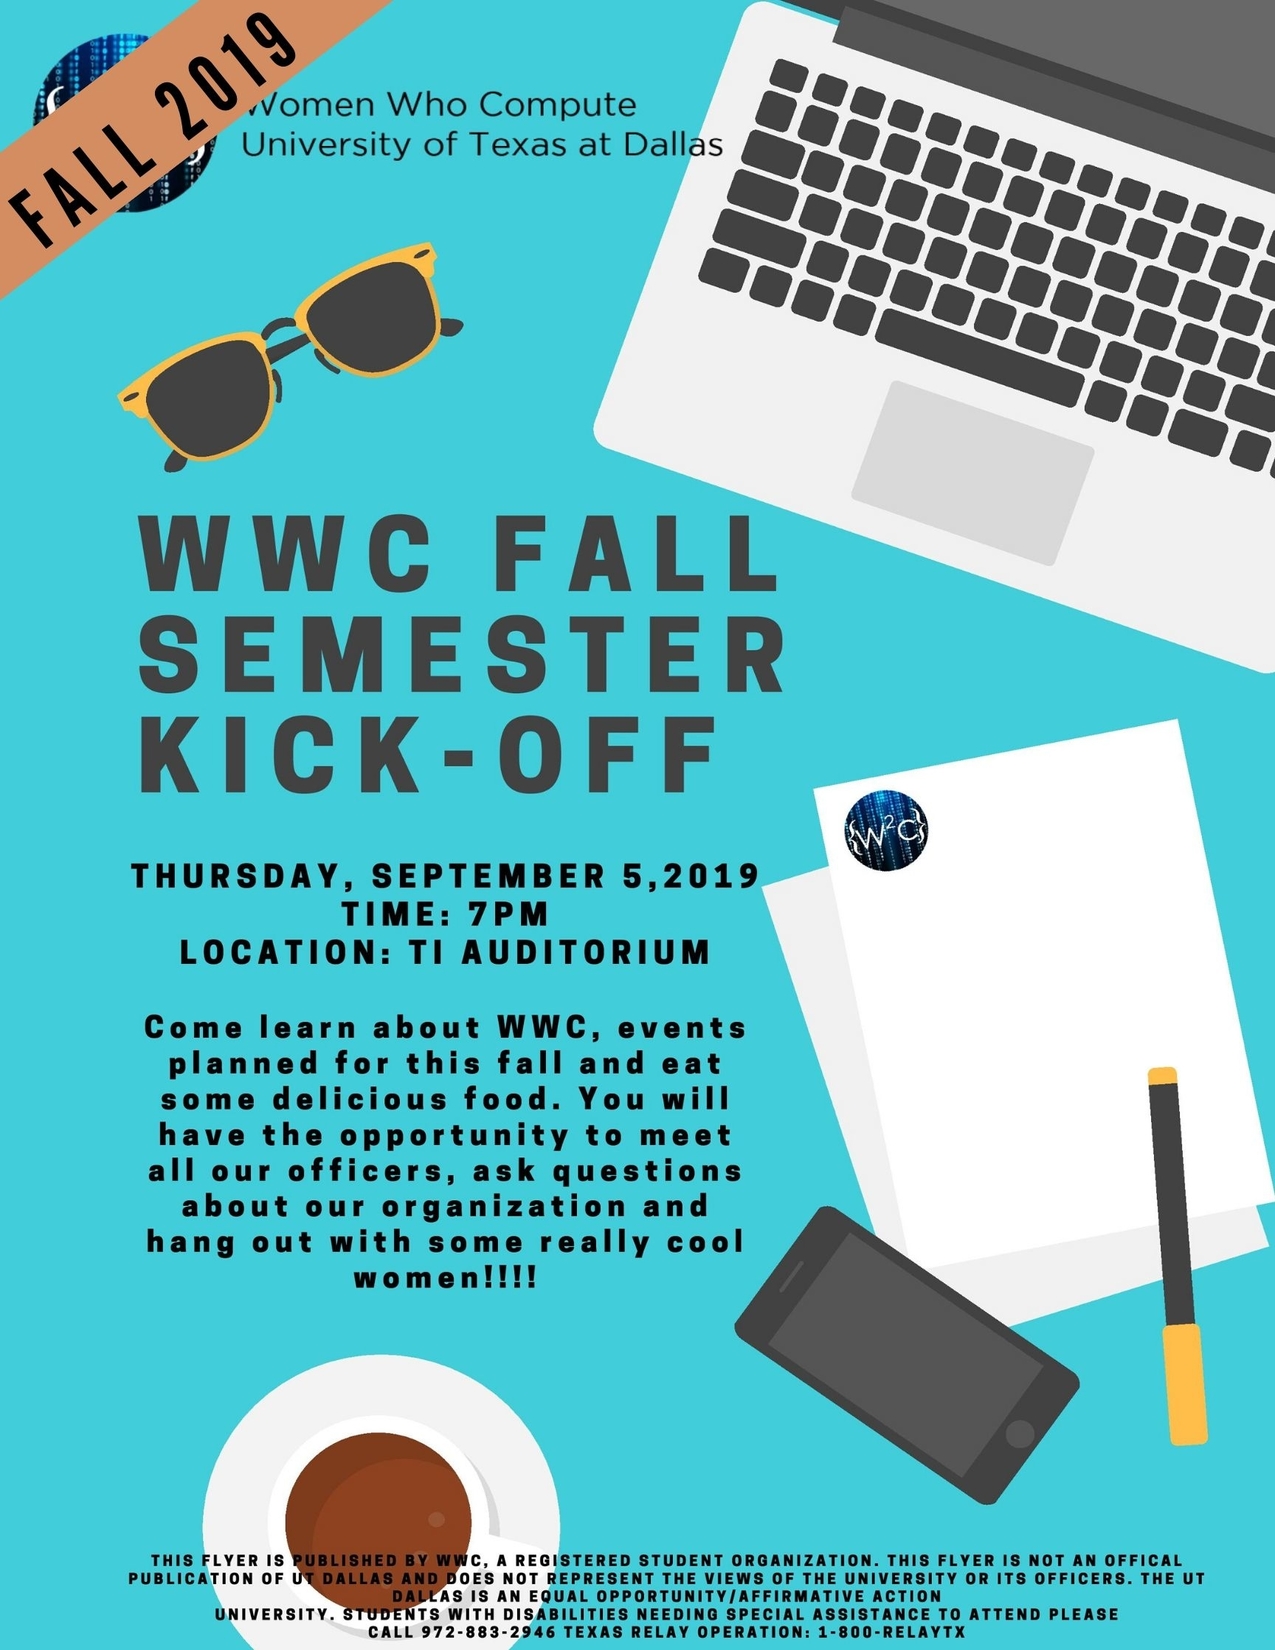 FALL 2019
Women Who Compute
University of Texas at Dallas
WWC FALL
SEMESTER
KICK-OFF
{W²C}
THURSDAY, SEPTEMBER 5,2019
TIME: 7PM
LOCATION: TI AUDITORIUM
Come learn about WWC, events
planned for this fall and eat
some delicious food. You will
have the opportunity to meet
all our officers, ask questions
about our organization and
hang out with some really cool
women!!!!
THIS FLYER IS PUBLISHED BY WWC, A REGISTERED STUDENT ORGANIZATION. THIS FLYER IS NOT AN OFFICAL
PUBLICATION OF UT DALLAS AND DOES NOT REPRESENT THE VIEWS OF THE UNIVERSITY OR ITS OFFICERS. THE UT
DALLAS IS AN EQUAL OPPORTUNITY/AFFIRMATIVE ACTION
UNIVERSITY. STUDENTS WITH DISABILITIES NEEDING SPECIAL ASSISTANCE TO ATTEND PLEASE
CALL 972-883-2946 TEXAS RELAY OPERATION: 1-800-RELAYTX